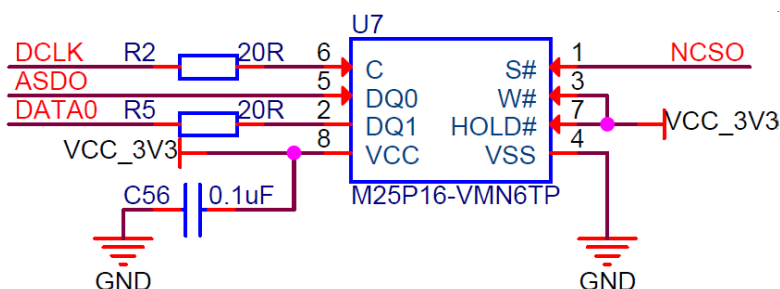 U7
DCLK R2 20R 6 C S# 1 NCSO
ASDO 5 DQ0 W# 3
DATA0 R5 20R 2 DQ1 HOLD# 7 VCC_3V3
VCC_3V3 8 VCC VSS 4
C56 0.1uF M25P16-VMN6TP
GND GND